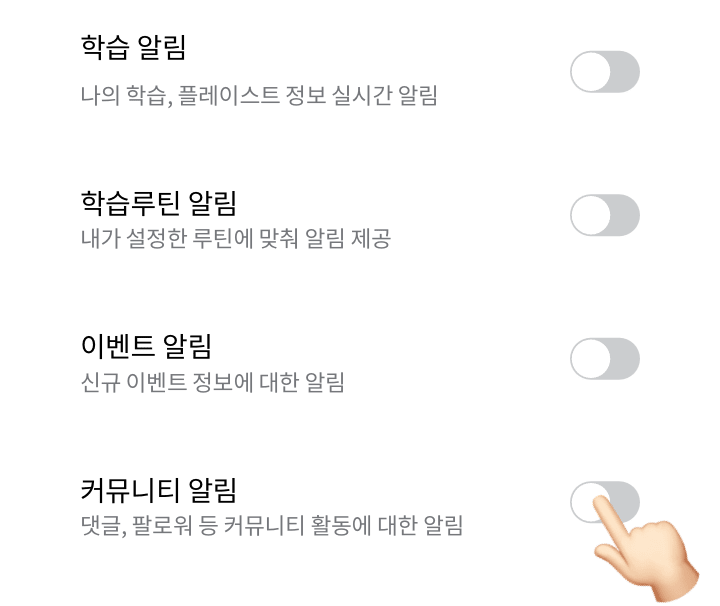 학습 알림
나의 학습, 플레이스트 정보 실시간 알림
학습루틴 알림
내가 설정한 루틴에 맞춰 알림 제공
이벤트 알림
신규 이벤트 정보에 대한 알림
커뮤니티 알림
댓글, 팔로워 등 커뮤니티 활동에 대한 알림